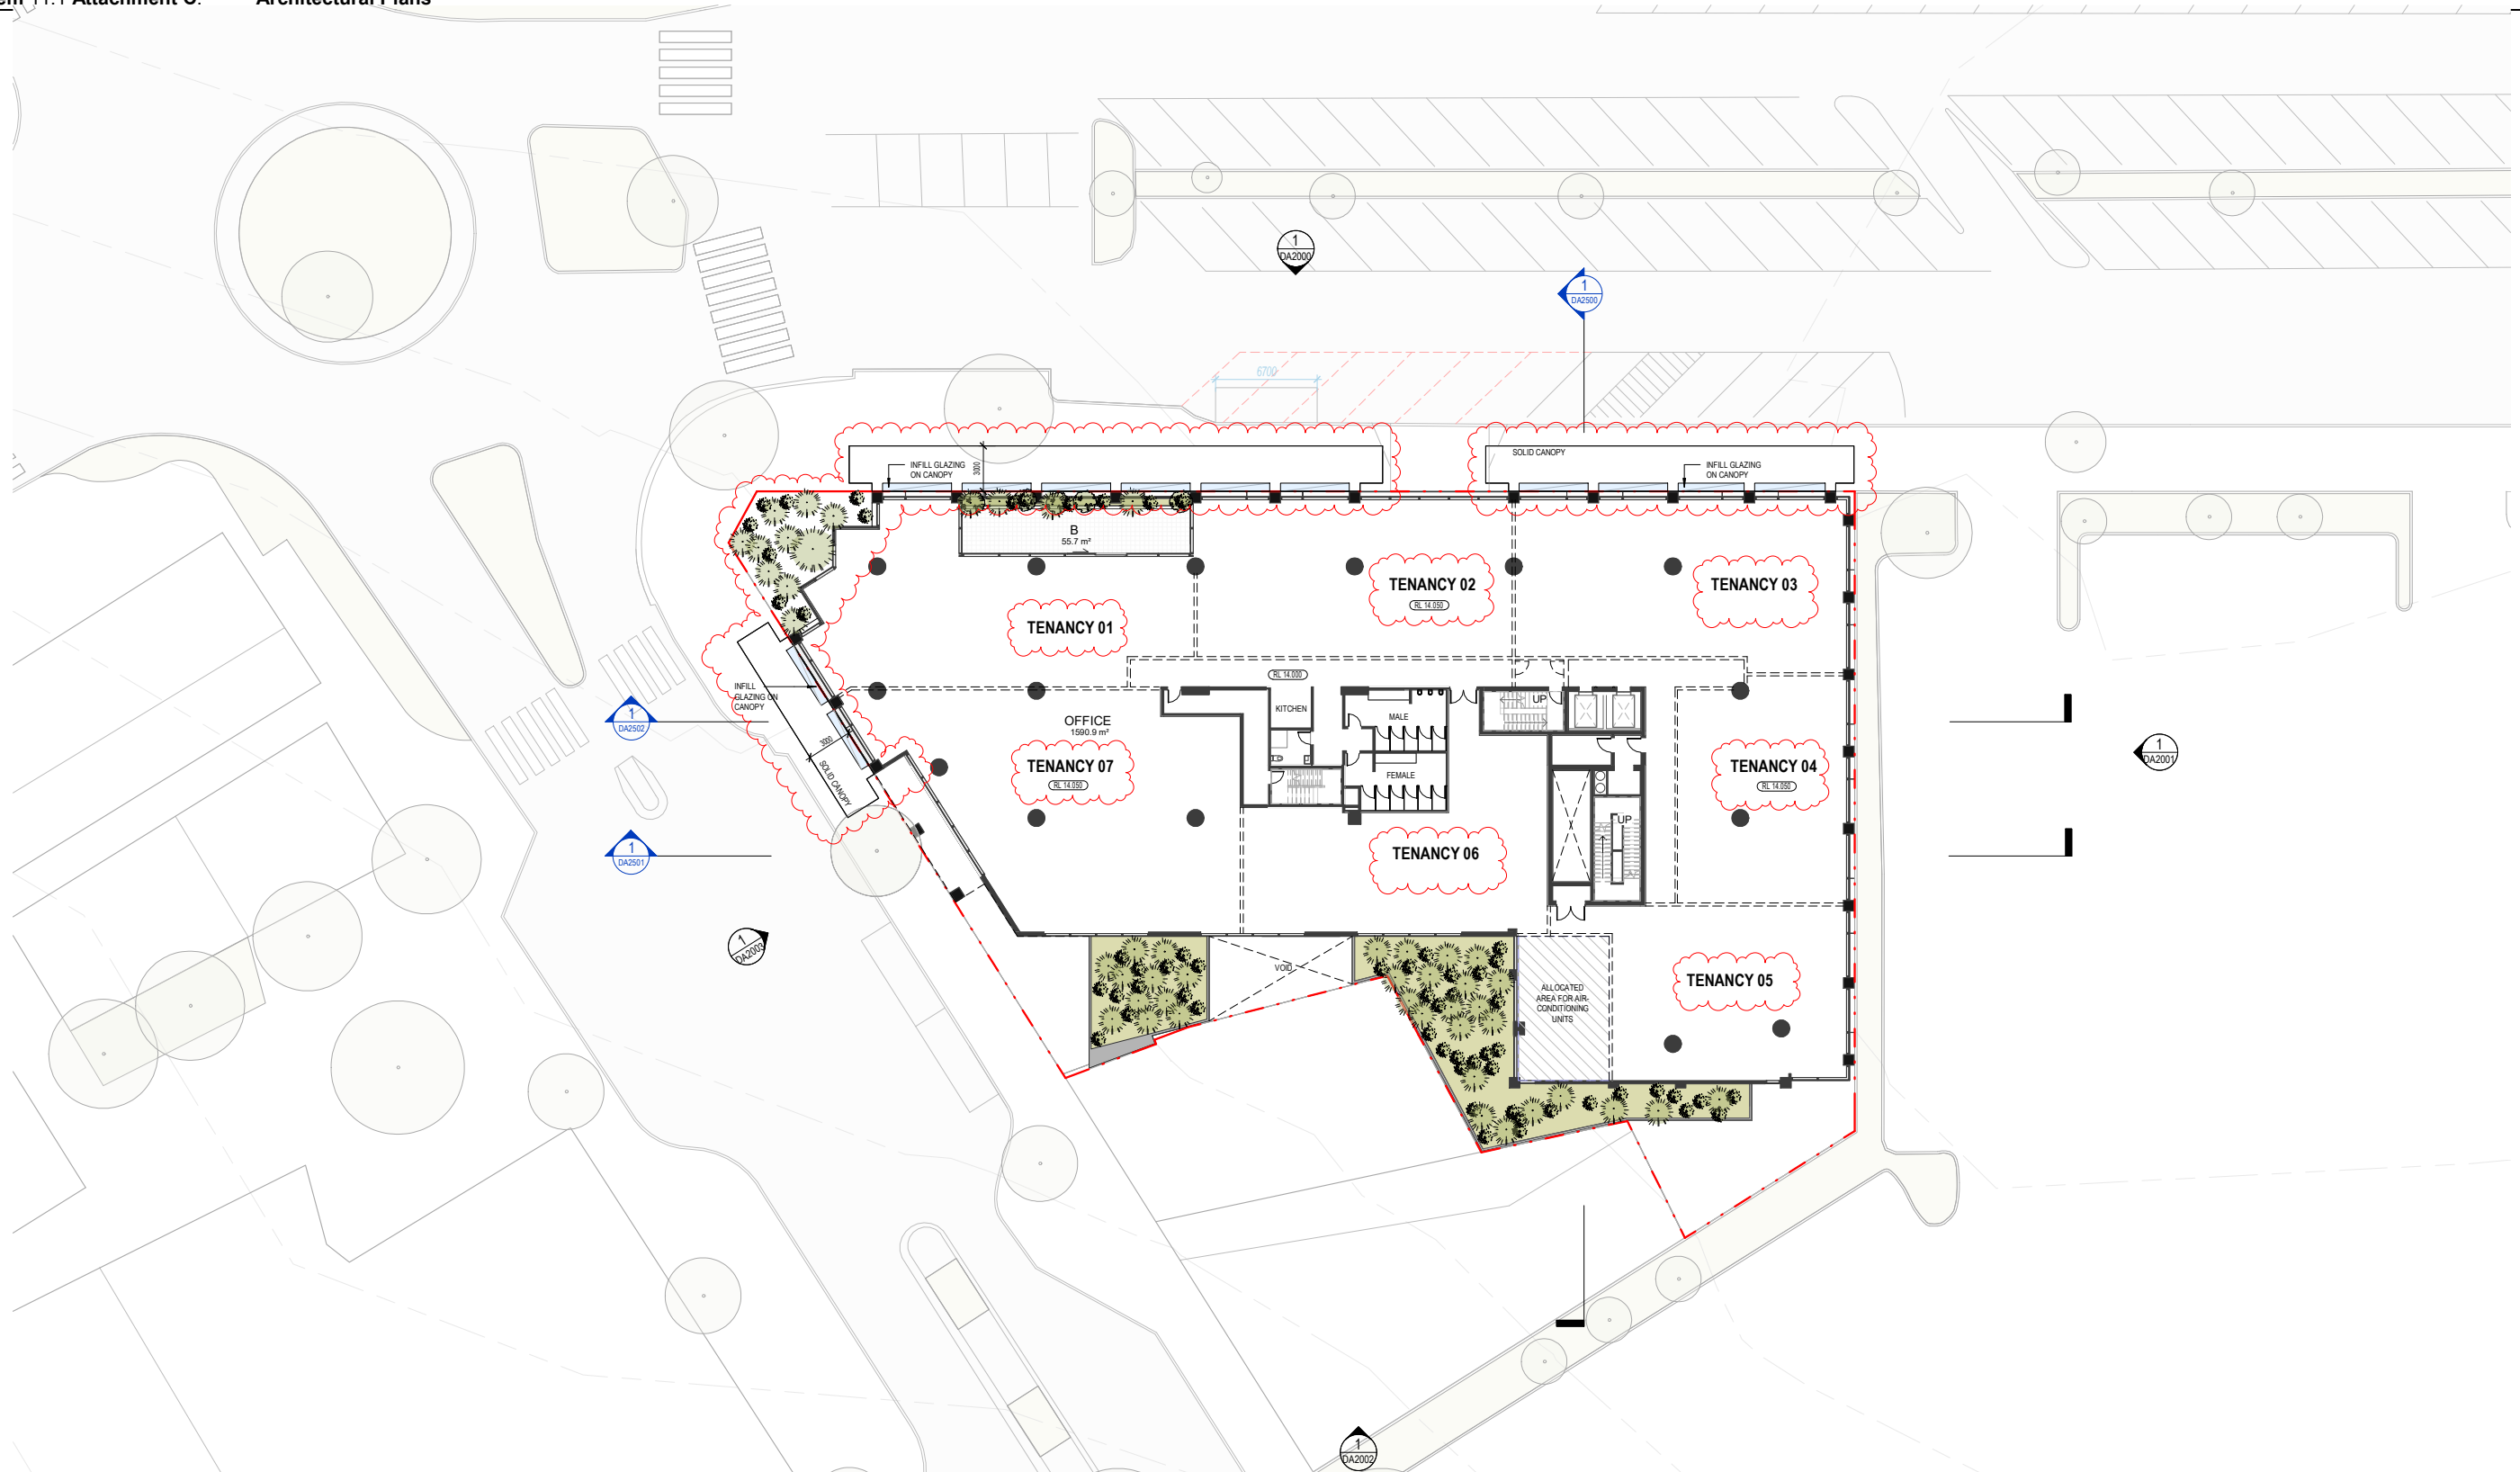 11.1 Attachment C: Architectural Plans
1
DA2000
1
DA2500
6700
SOLID CANOPY
INFILL GLAZING
ON CANOPY
3000
INFILL GLAZING
ON CANOPY
B
55.7 m²
TENANCY 02
RL 14.050
TENANCY 03
TENANCY 01
RL 14.000
INFILL
GLAZING ON
CANOPY
1
DA2502
3000
SOLID CANOPY
OFFICE
1590.9 m²
TENANCY 07
RL 14.050
KITCHEN
MALE
FEMALE
UP
UP
TENANCY 04
RL 14.050
1
DA2001
1
DA2501
TENANCY 06
1
DA2003
VOID
ALLOCATED
AREA FOR AIR-
CONDITIONING
UNITS
TENANCY 05
1
DA2002